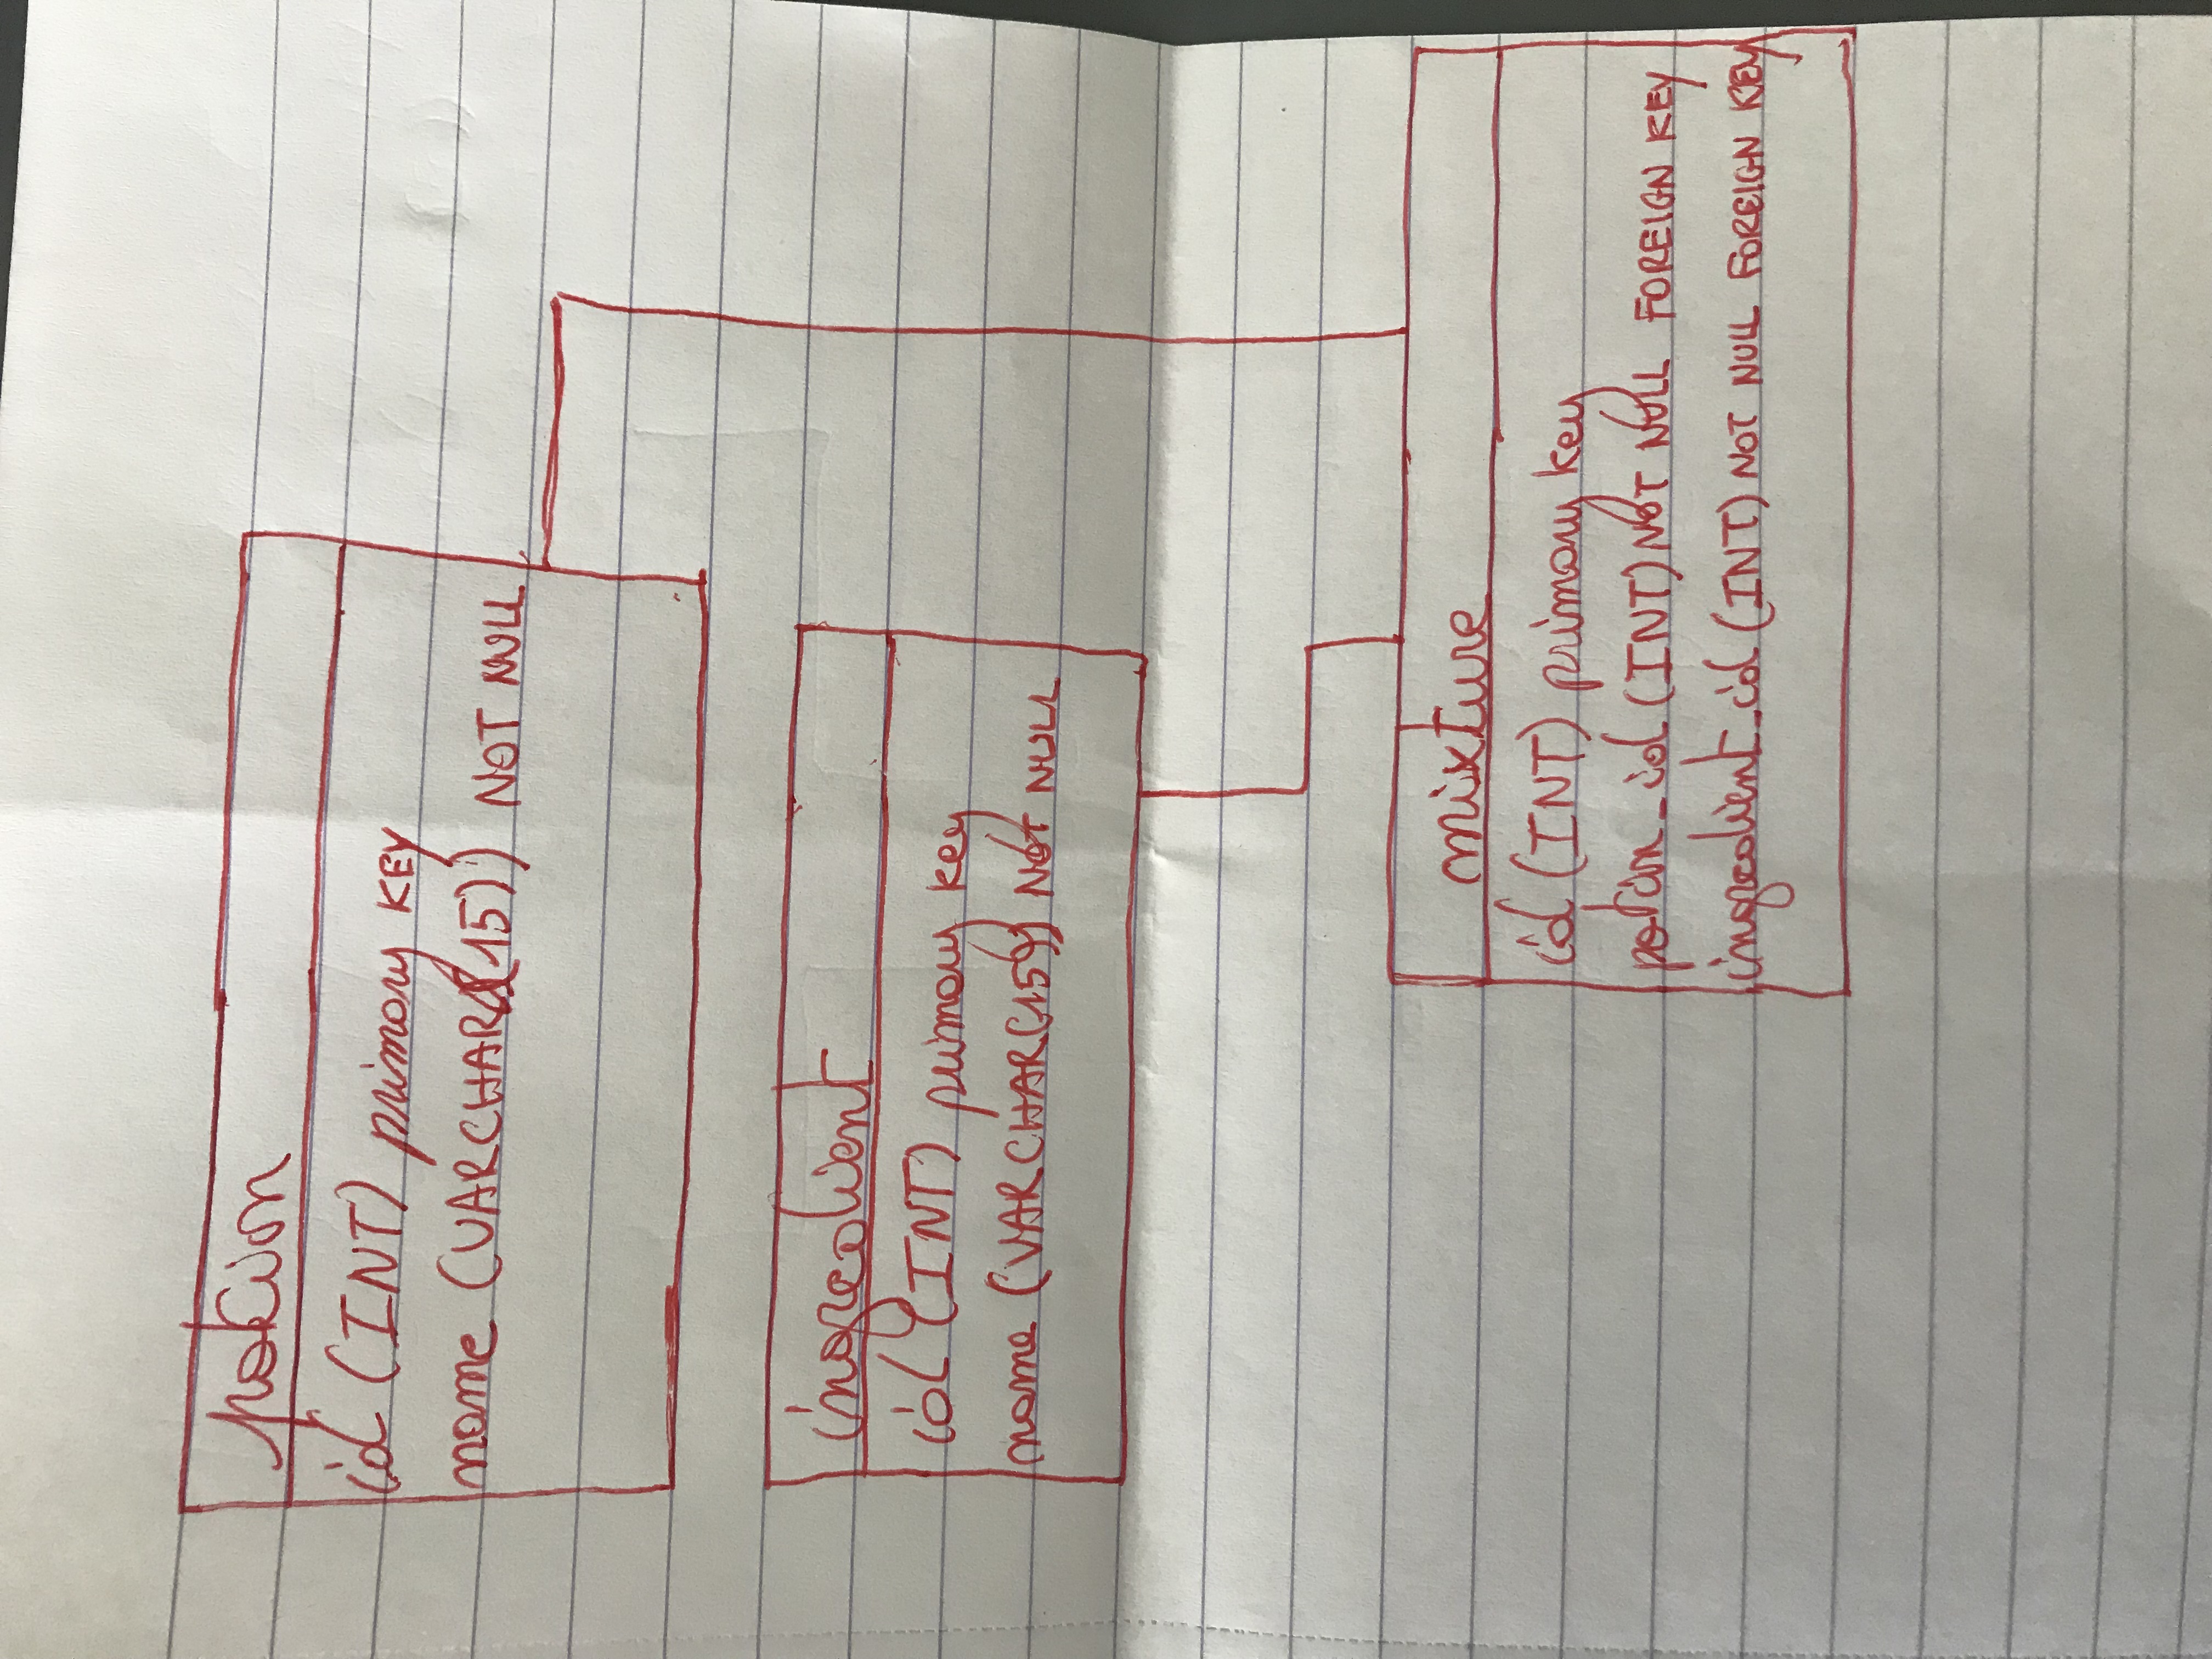 potion
id (INT) primary KEY
name (VARCHAR(15)) NOT NULL
ingredient
id (INT) primary key
name (VARCHAR(15)) NOT NULL
mixture
id (INT) primary key
potion_id (INT) NOT NULL FOREIGN KEY
ingredient_id (INT) NOT NULL FOREIGN KEY